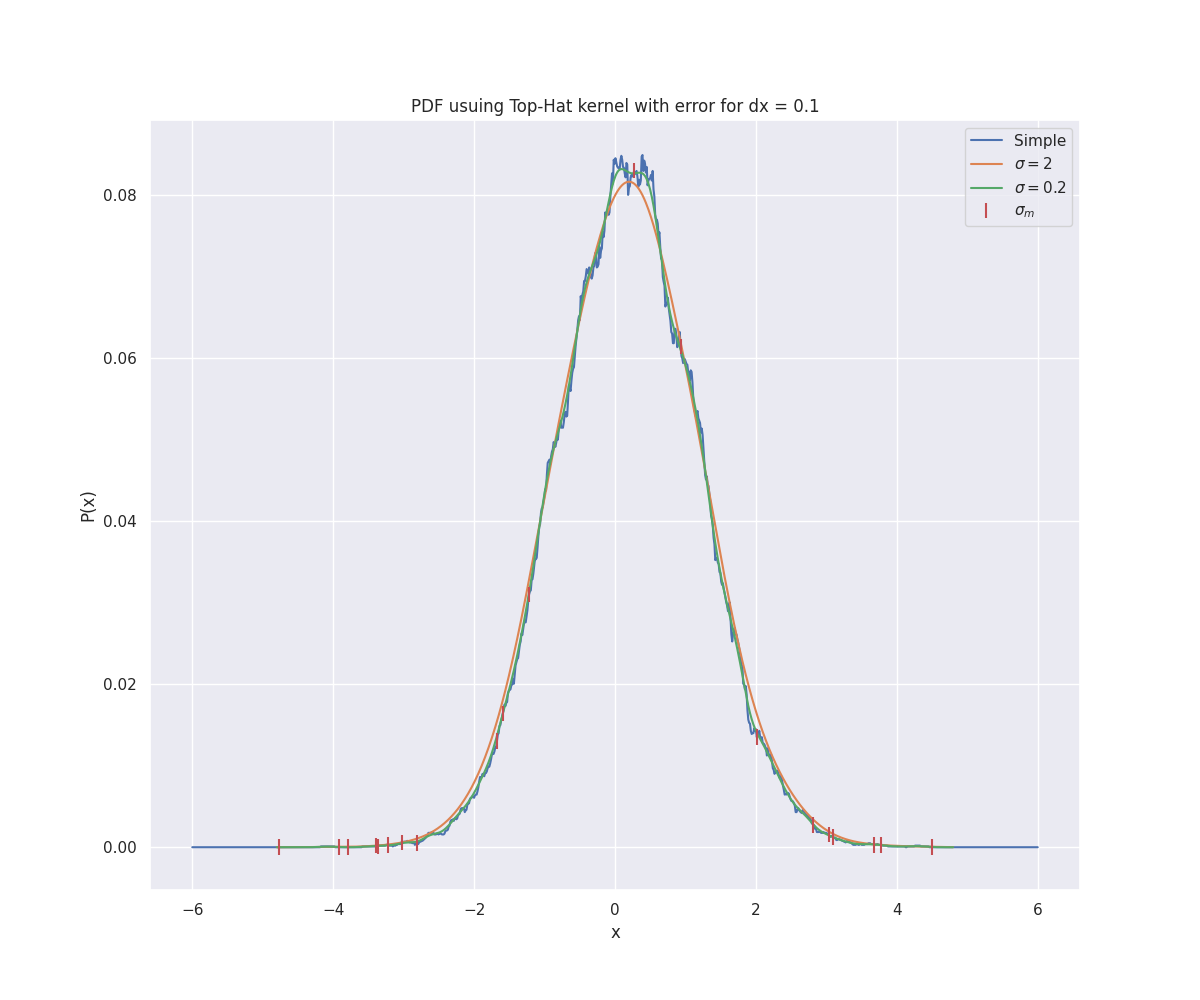 PDF usuing Top-Hat kernel with error for dx = 0.1
Simple
σ = 2
σ = 0.2
σₘ
P(x)
0.08
0.06
0.04
0.02
0.00
−6
−4
−2
0
2
4
6
x